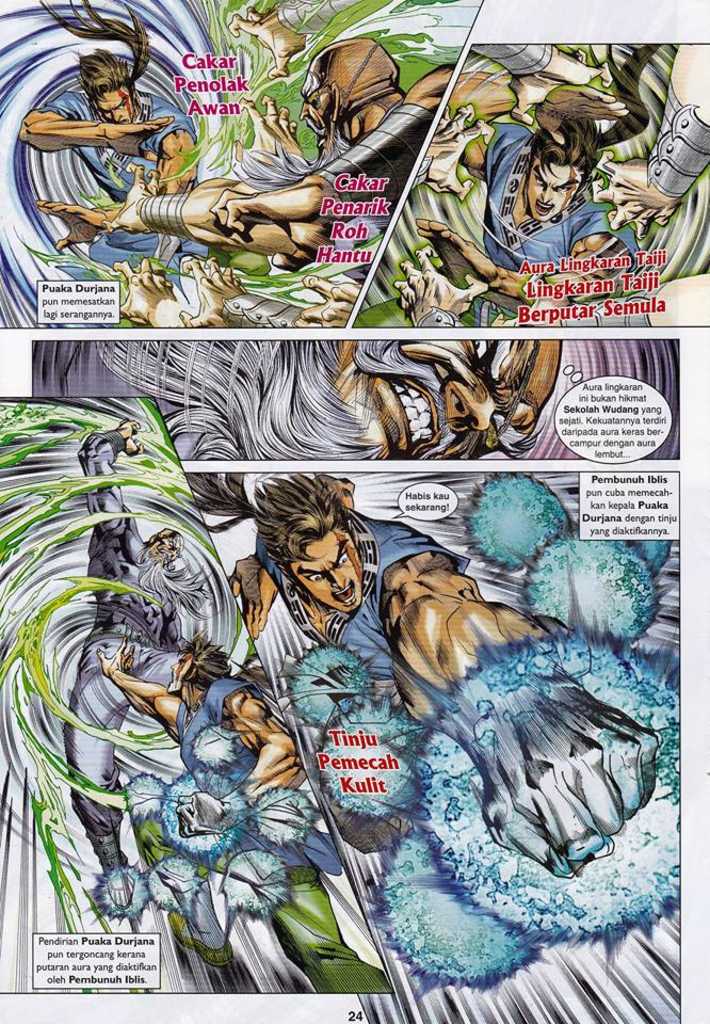 Cakar
Penolak
Awan
Cakar
Penarik
Roh
Hantu
Puaka Durjana
pun memesatkan
lagi serangannya.
Aura Lingkaran Taiji
Lingkaran Taiji
Berputar Semula
Aura lingkaran
ini bukan hikmat
Sekolah Wudang yang
sejati. Kekuatannya terdiri
daripada aura keras ber-
campur dengan aura
lembut...
Pendirian Puaka Durjana
pun tergoncang kerana
putaran aura yang diaktifkan
oleh Pembunuh Iblis.
Habis kau
sekarang!
Pembunuh Iblis
pun cuba memecah-
kan kepala Puaka
Durjana dengan tinju
yang diaktifkannya.
Tinju
Pemecah
Kulit
24